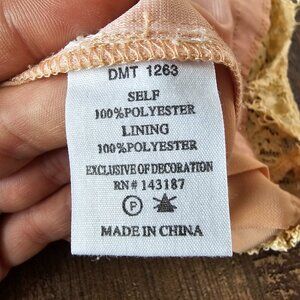 DMT 1263
SELF
100%POLYESTER
LINING
100%POLYESTER
EXCLUSIVE OF DECORATION
RN# 143187
P
MADE IN CHINA